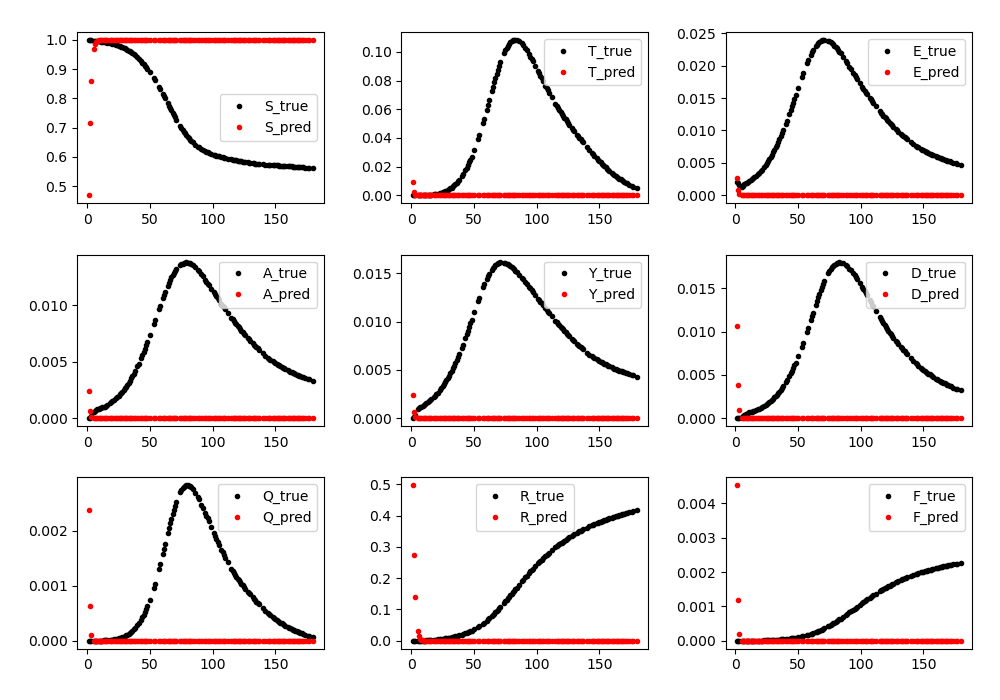 1.0
0.9
0.8
0.7
0.6
0.5
S_true
S_pred
0 50 100 150
0.10
0.08
0.06
0.04
0.02
0.00
T_true
T_pred
0 50 100 150
0.025
0.020
0.015
0.010
0.005
0.000
E_true
E_pred
0 50 100 150
0.010
0.005
0.000
A_true
A_pred
0 50 100 150
0.015
0.010
0.005
0.000
Y_true
Y_pred
0 50 100 150
0.015
0.010
0.005
0.000
D_true
D_pred
0 50 100 150
0.002
0.001
0.000
Q_true
Q_pred
0 50 100 150
0.5
0.4
0.3
0.2
0.1
0.0
R_true
R_pred
0 50 100 150
0.004
0.003
0.002
0.001
0.000
F_true
F_pred
0 50 100 150